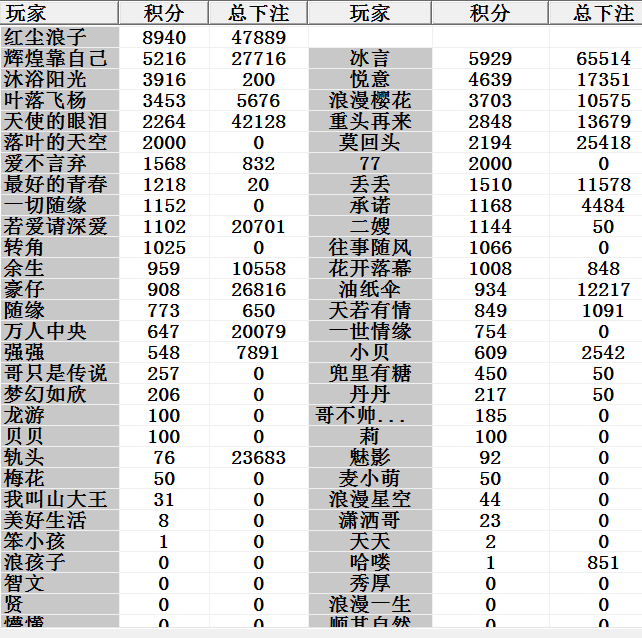 玩家 积分 总下注 玩家 积分 总下注
红尘浪子 8940 47889
辉煌靠自己 5216 27716 冰言 5929 65514
沐浴阳光 3916 200 悦意 4639 17351
叶落飞杨 3453 5676 浪漫樱花 3703 10575
天使的眼泪 2264 42128 重头再来 2848 13679
落叶的天空 2000 0 莫回头 2194 25418
爱不言弃 1568 832 77 2000 0
最好的青春 1218 20 丢丢 1510 11578
一切随缘 1152 0 承诺 1168 4484
若爱请深爱 1102 20701 二嫂 1144 50
转角 1025 0 往事随风 1066 0
余生 959 10558 花开落幕 1008 848
豪仔 908 26816 油纸伞 934 12217
随缘 773 650 天若有情 849 1091
万人中央 647 20079 一世情缘 754 0
强强 548 7891 小贝 609 2542
哥只是传说 257 0 兜里有糖 450 50
梦幻如欣 206 0 丹丹 217 50
龙游 100 0 哥不帅... 185 0
贝贝 100 0 莉 100 0
轨头 76 23683 魅影 92 0
梅花 50 0 麦小萌 50 0
我叫山大王 31 0 浪漫星空 44 0
美好生活 8 0 潇洒哥 23 0
笨小孩 1 0 天天 2 0
浪孩子 0 0 哈喽 1 851
智文 0 0 秀厚 0 0
贤 0 0 浪漫一生 0 0
懵懂 0 0 顺其自然 0 0